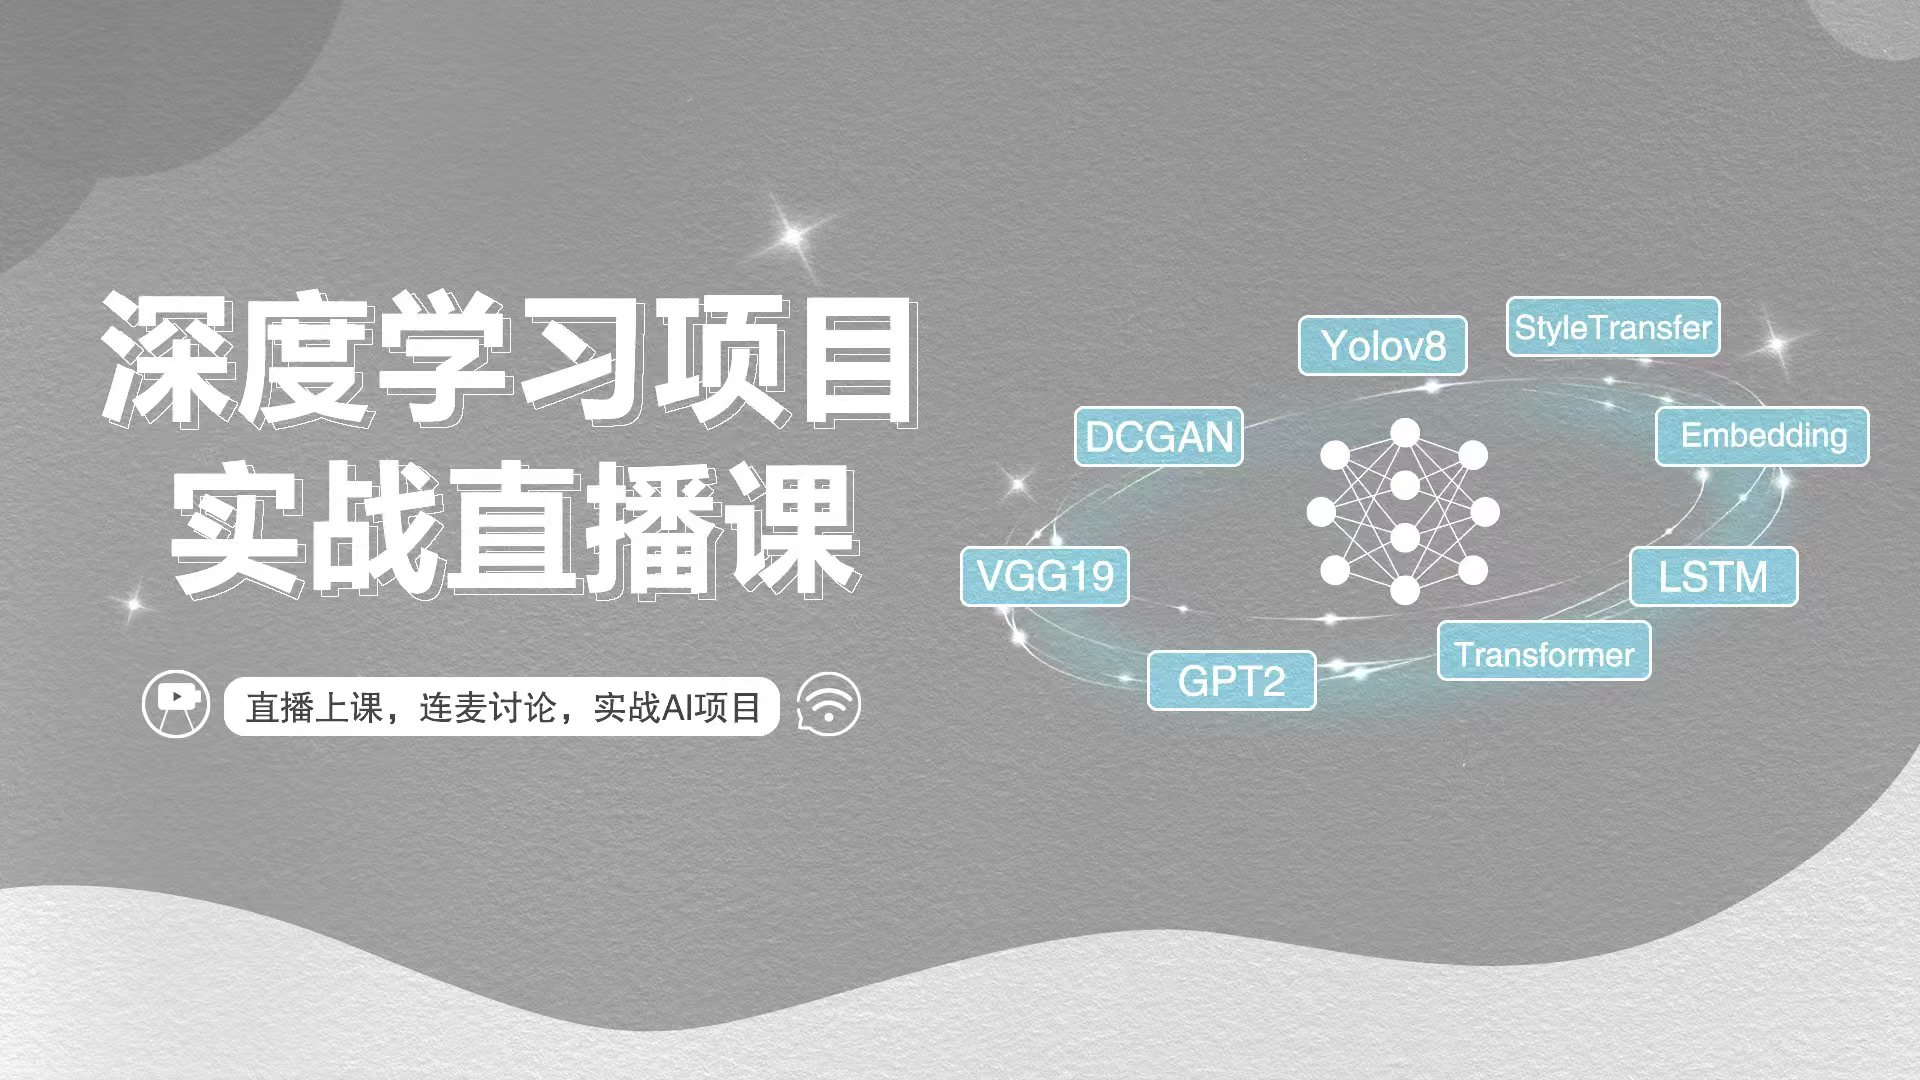 深度学习项目
实战直播课
直播上课，连麦讨论，实战AI项目
StyleTransfer
Yolov8
DCGAN
Embedding
VGG19
LSTM
Transformer
GPT2